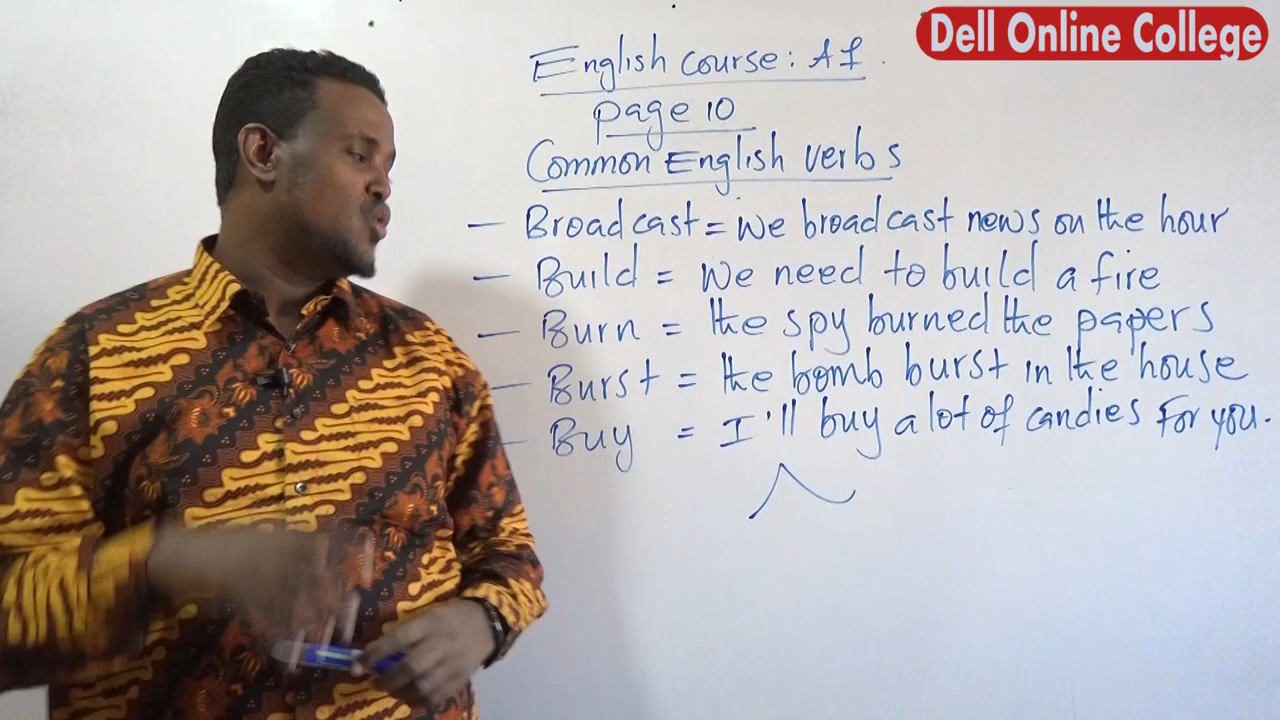 Dell Online College
English course: A1.
page 10
Common English verbs
- Broadcast = We broadcast news on the hour
- Build = We need to build a fire
- Burn = the spy burned the papers
- Burst = the bomb burst in the house
- Buy = I'll buy a lot of candies for you.